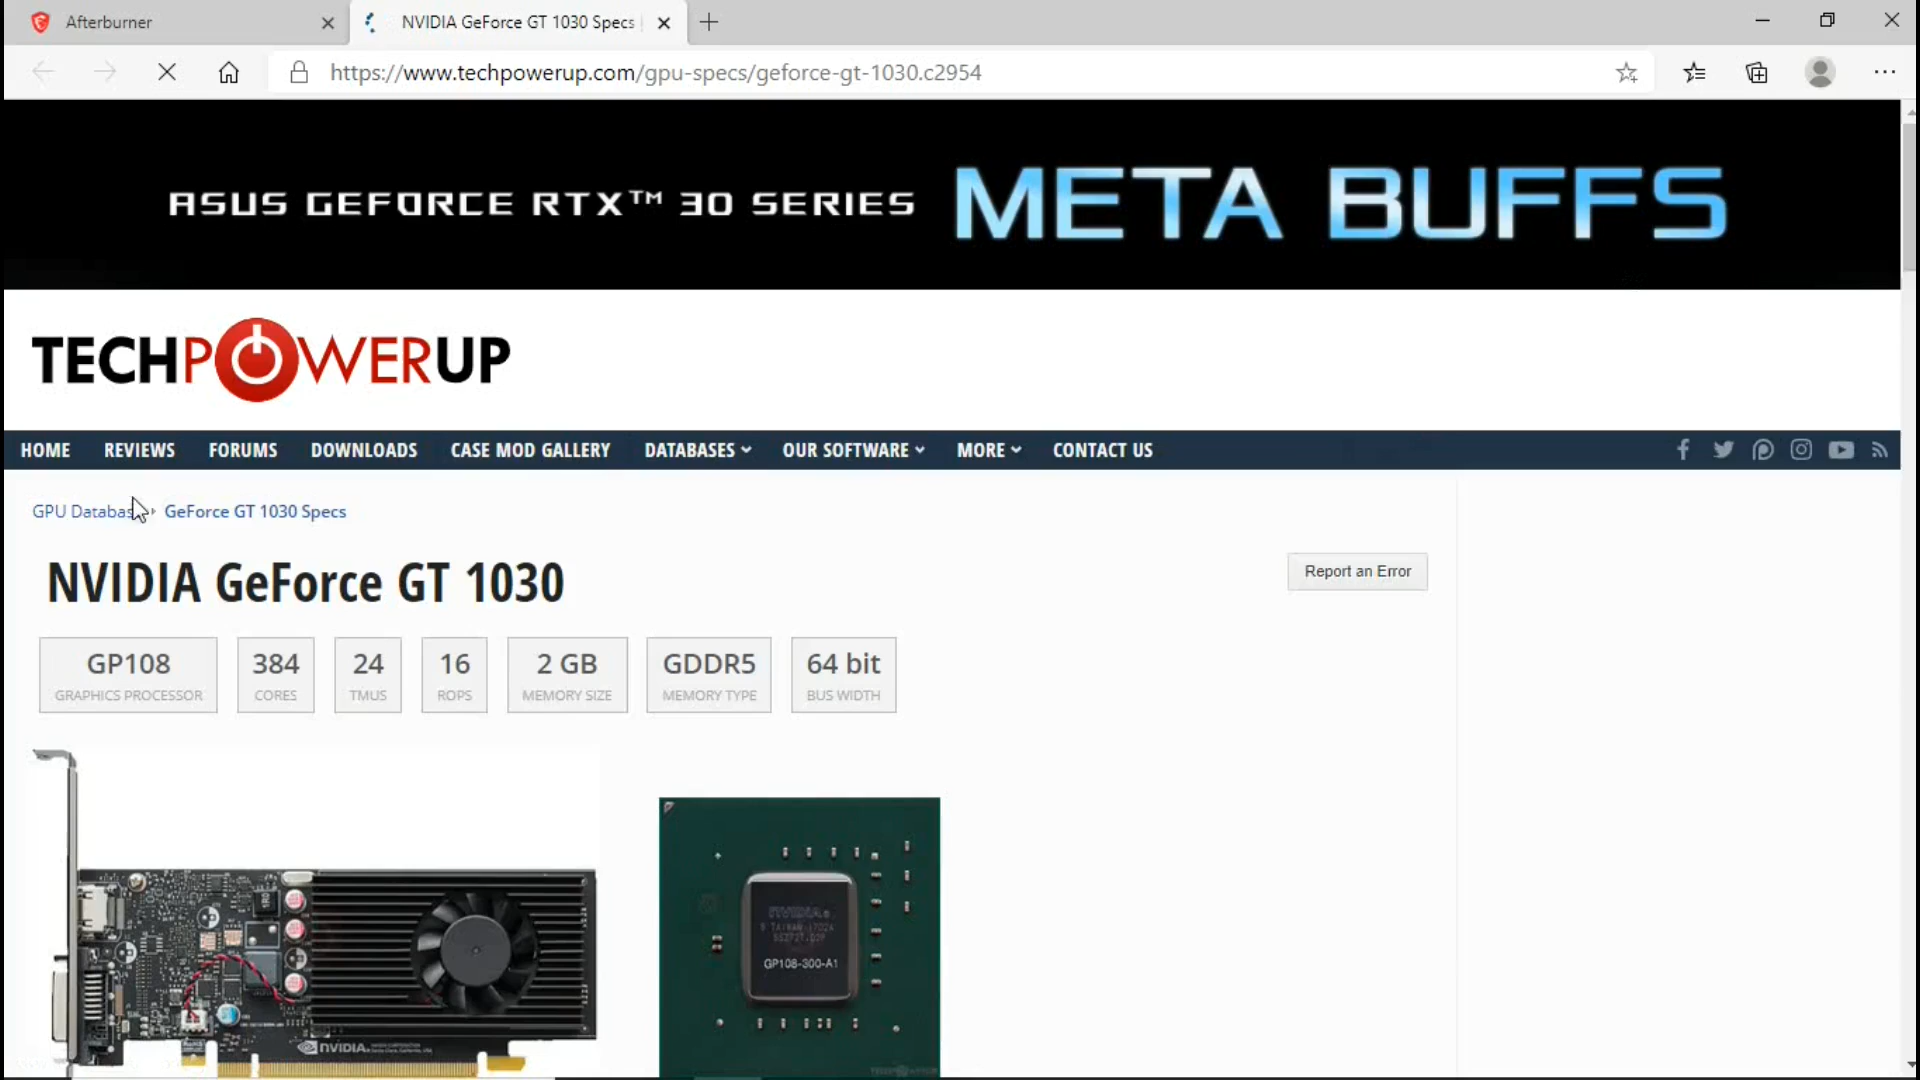 Afterburner
NVIDIA GeForce GT 1030 Specs
https://www.techpowerup.com/gpu-specs/geforce-gt-1030.c2954
ASUS GEFORCE RTX™ 30 SERIES META BUFFS
TECHPOWERUP
HOME REVIEWS FORUMS DOWNLOADS CASE MOD GALLERY DATABASES OUR SOFTWARE MORE CONTACT US
GPU GeForce GT 1030 Specs
NVIDIA GeForce GT 1030
Report an Error
GP108 384 24 16 2 GB GDDR5 64 bit
GRAPHICS PROCESSOR CORES TMUS ROPS MEMORY SIZE MEMORY TYPE BUS WIDTH
NVIDIA
GP108-300-A1
NVIDIA